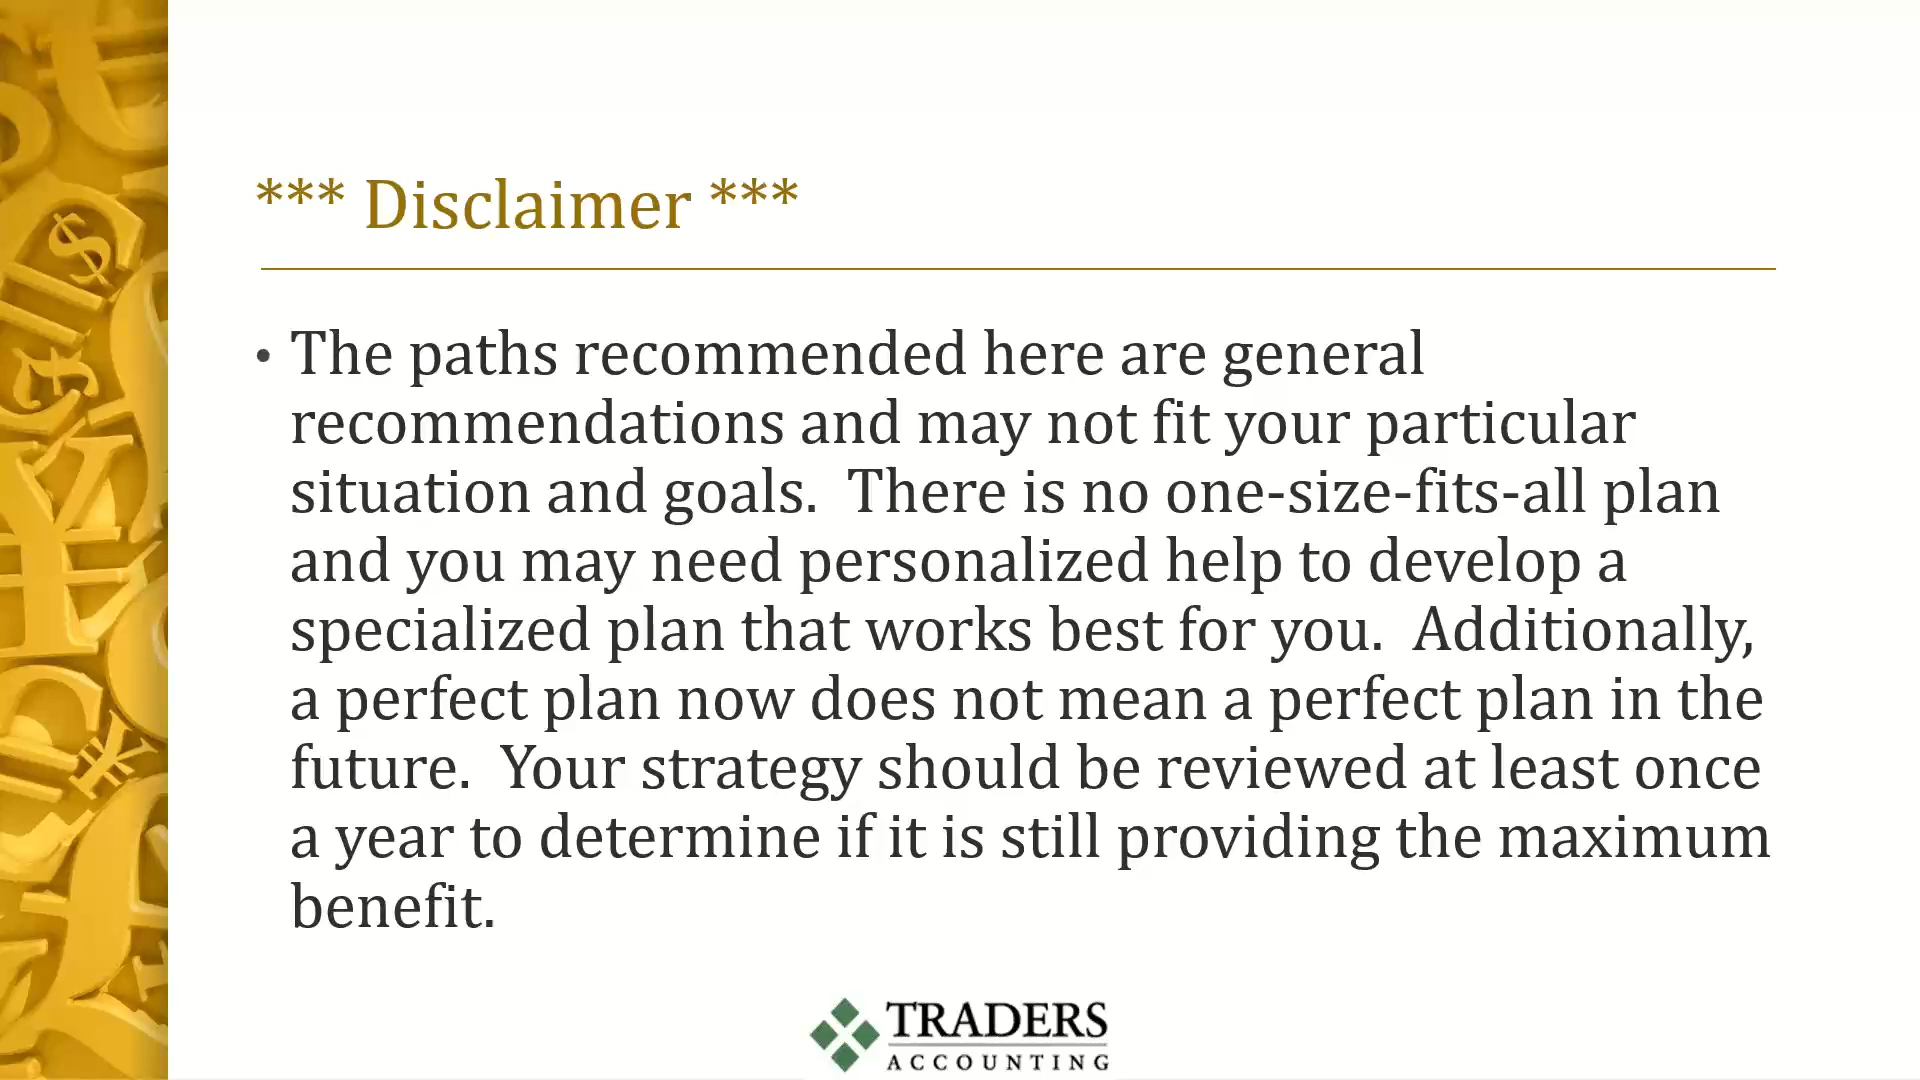 *** Disclaimer ***
• The paths recommended here are general
recommendations and may not fit your particular
situation and goals.  There is no one-size-fits-all plan
and you may need personalized help to develop a
specialized plan that works best for you.  Additionally,
a perfect plan now does not mean a perfect plan in the
future.  Your strategy should be reviewed at least once
a year to determine if it is still providing the maximum
benefit.
TRADERS
ACCOUNTING